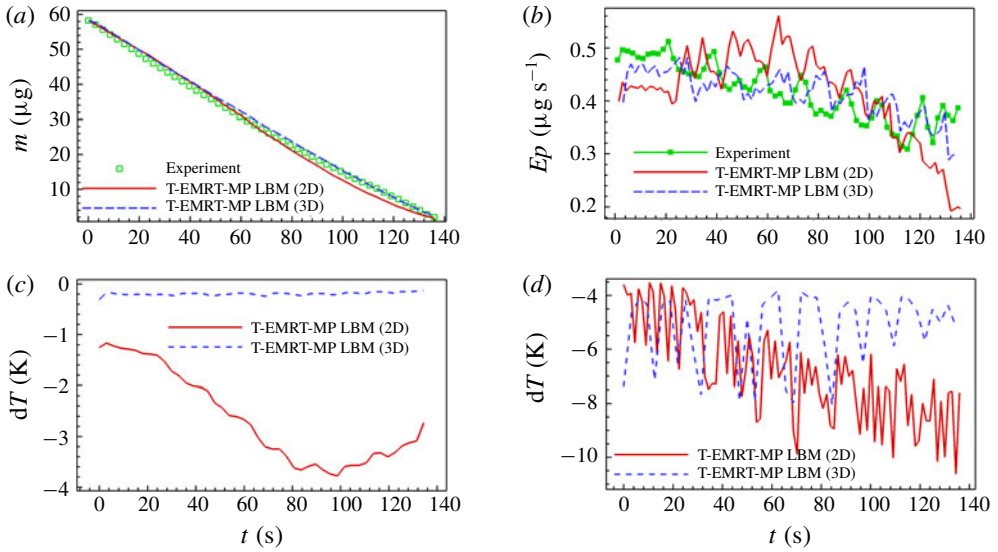 (a)
60
50
40
30
20
10
m (μg)
Experiment
T-EMRT-MP LBM (2D)
T-EMRT-MP LBM (3D)
0 20 40 60 80 100 120 140
(b)
0.5
0.4
0.3
0.2
Ep (μg s⁻¹)
Experiment
T-EMRT-MP LBM (2D)
T-EMRT-MP LBM (3D)
0 20 40 60 80 100 120 140
(c)
0
−1
−2
−3
−4
dT (K)
T-EMRT-MP LBM (2D)
T-EMRT-MP LBM (3D)
0 20 40 60 80 100 120 140
t (s)
(d)
−4
−6
−8
−10
dT (K)
T-EMRT-MP LBM (2D)
T-EMRT-MP LBM (3D)
0 20 40 60 80 100 120 140
t (s)